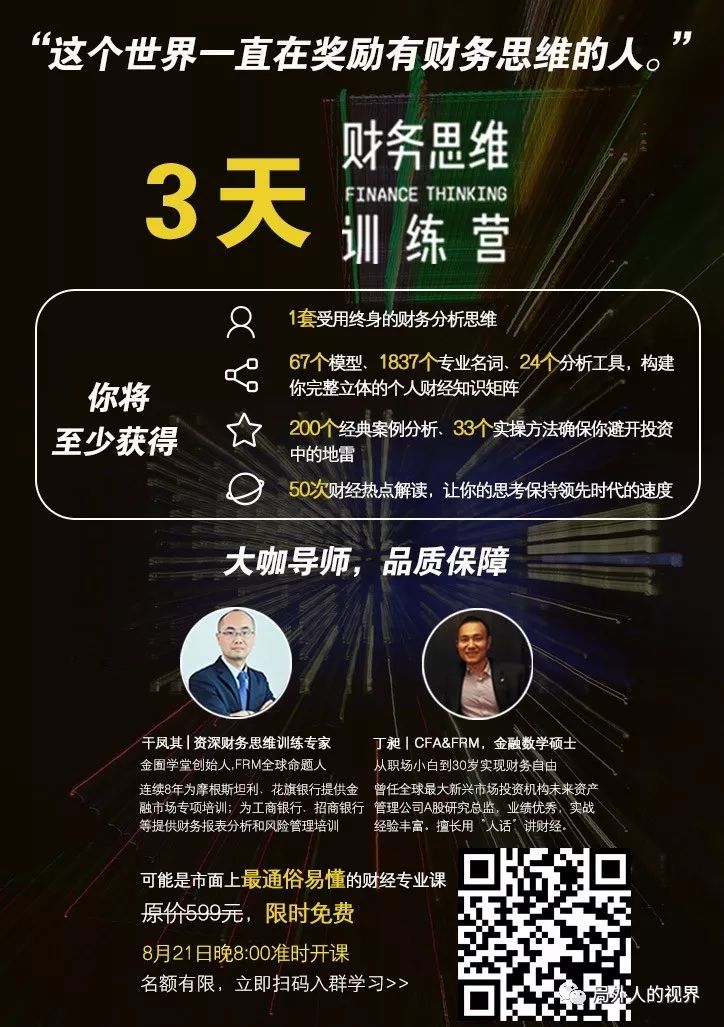 “这个世界一直在奖励有财务思维的人。”
3天
财务思维
FINANCE THINKING
训练营
你将
至少获得
1套受用终身的财务分析思维
67个模型、1837个专业名词、24个分析工具，构建
你完整立体的个人财经知识矩阵
200个经典案例分析、33个实操方法确保你避开投资
中的地雷
50次财经热点解读，让你的思考保持领先时代的速度
大咖导师，品质保障
干凤其 | 资深财务思维训练专家
金囿学堂创始人,FRM全球命题人
连续8年为摩根斯坦利、花旗银行提供金
融市场专项培训；为工商银行、招商银行
等提供财务报表分析和风险管理培训
丁昶 | CFA&FRM，金融数学硕士
从职场小白到30岁实现财务自由
曾任全球最大新兴市场投资机构未来资产
管理公司A股研究总监，业绩优秀，实战
经验丰富。擅长用“人话”讲财经。
可能是市面上最通俗易懂的财经专业课
原价599元，限时免费
8月21日晚8:00准时开课
名额有限，立即扫码入群学习>>
局外人的视界